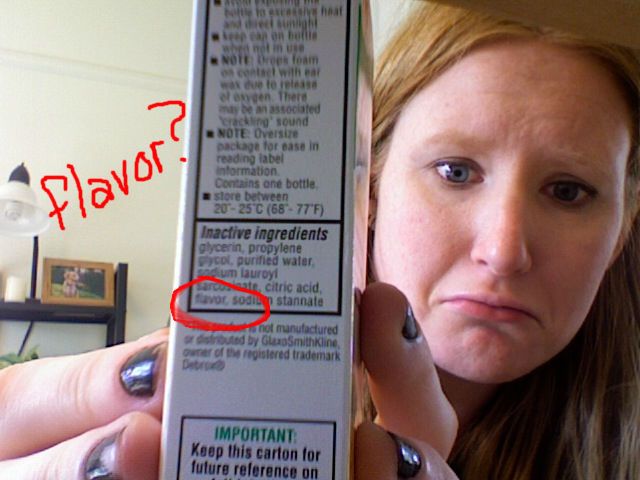 ■ avoid exposing the
bottle to excessive heat
and direct sunlight
■ keep cap on bottle
when not in use
■ NOTE: Drops foam
on contact with ear
wax due to release
of oxygen. There
may be an associated
"crackling" sound
■ NOTE: Oversize
package for ease in
reading label
information.
Contains one bottle.
■ store between
20°- 25°C (68°- 77°F)
flavor?
Inactive ingredients
glycerin, propylene
glycol, purified water,
sodium lauroyl
sarcosinate, citric acid,
flavor, sodium stannate
This product is not manufactured
or distributed by GlaxoSmithKline,
owner of the registered trademark
Debrox®
IMPORTANT:
Keep this carton for
future reference on